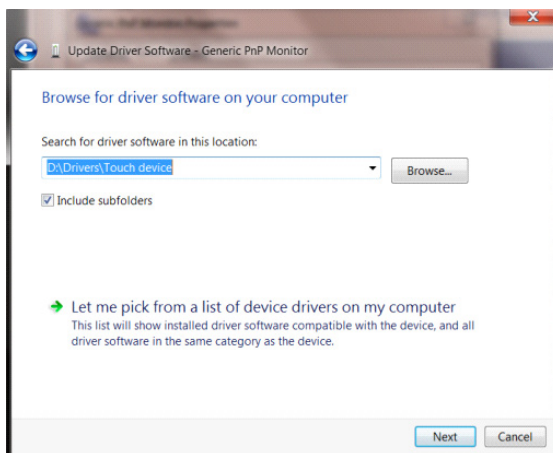 Update Driver Software - Generic PnP Monitor
Browse for driver software on your computer
Search for driver software in this location:
D:\Drivers\Touch device
Browse...
Include subfolders
Let me pick from a list of device drivers on my computer
This list will show installed driver software compatible with the device, and all
driver software in the same category as the device.
Next
Cancel